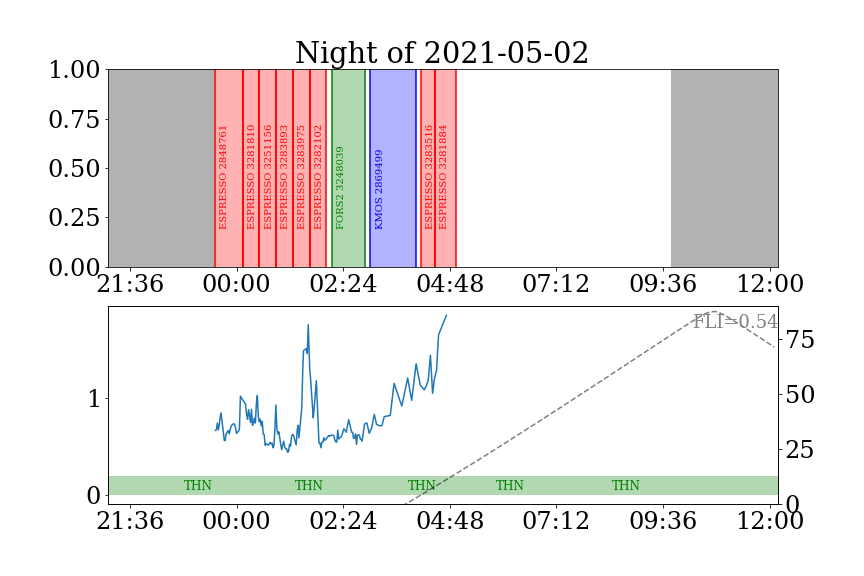 Night of 2021-05-02
1.00
0.75
0.50
0.25
0.00
ESPRESSO 2848761
ESPRESSO 3281810
ESPRESSO 3251156
ESPRESSO 3283893
ESPRESSO 3283975
ESPRESSO 3282102
FORS2 3248039
KMOS 2869499
ESPRESSO 3283516
ESPRESSO 3281884
21:36 00:00 02:24 04:48 07:12 09:36 12:00
FLI=0.54
1
0
75
50
25
0
THN THN THN THN THN
21:36 00:00 02:24 04:48 07:12 09:36 12:00